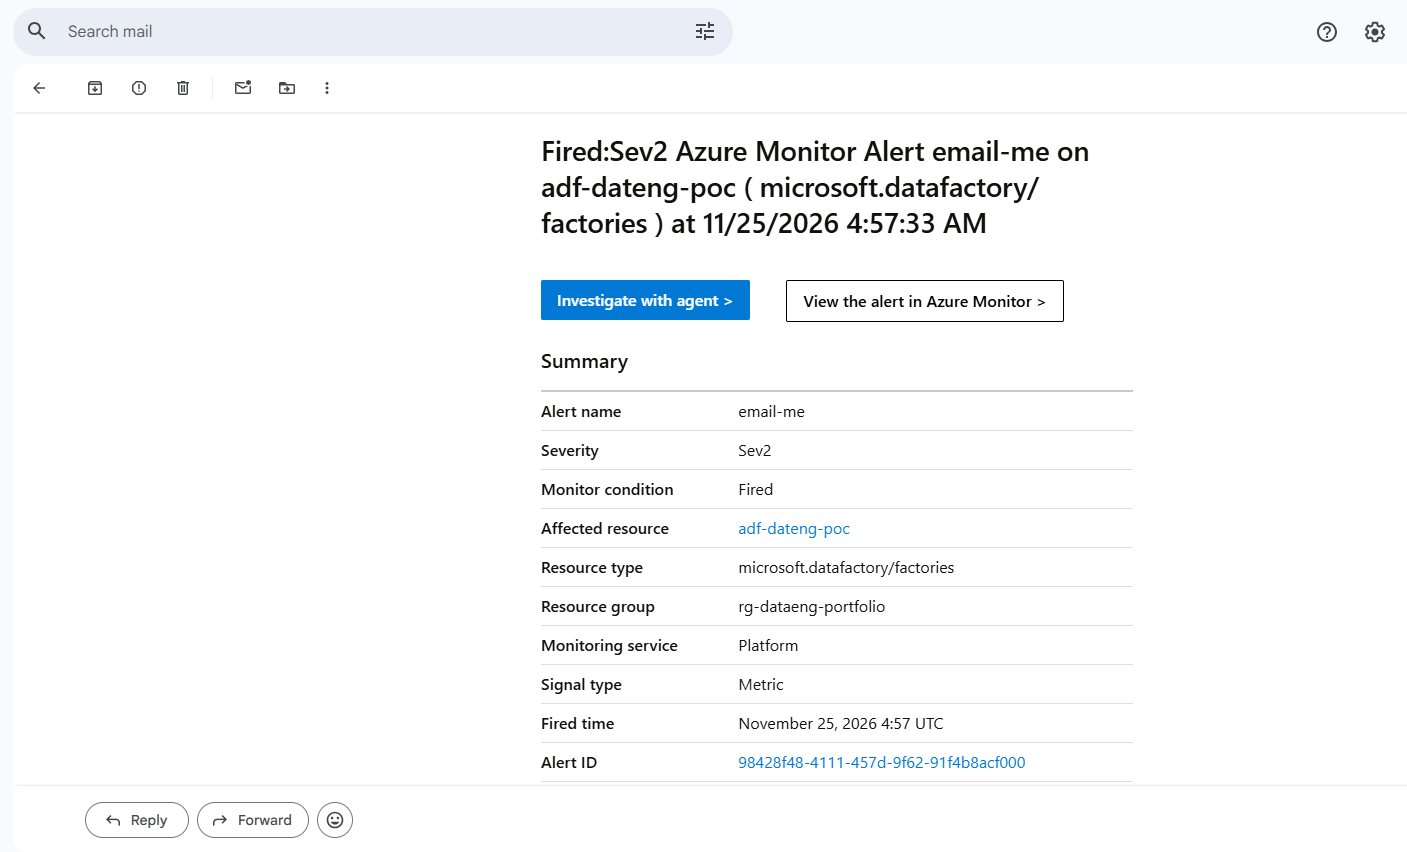 Search mail
Fired:Sev2 Azure Monitor Alert email-me on
adf-dateng-poc ( microsoft.datafactory/
factories ) at 11/25/2026 4:57:33 AM
Investigate with agent > View the alert in Azure Monitor >
Summary
Alert name email-me
Severity Sev2
Monitor condition Fired
Affected resource adf-dateng-poc
Resource type microsoft.datafactory/factories
Resource group rg-dataeng-portfolio
Monitoring service Platform
Signal type Metric
Fired time November 25, 2026 4:57 UTC
Alert ID 98428f48-4111-457d-9f62-91f4b8acf000
Reply Forward